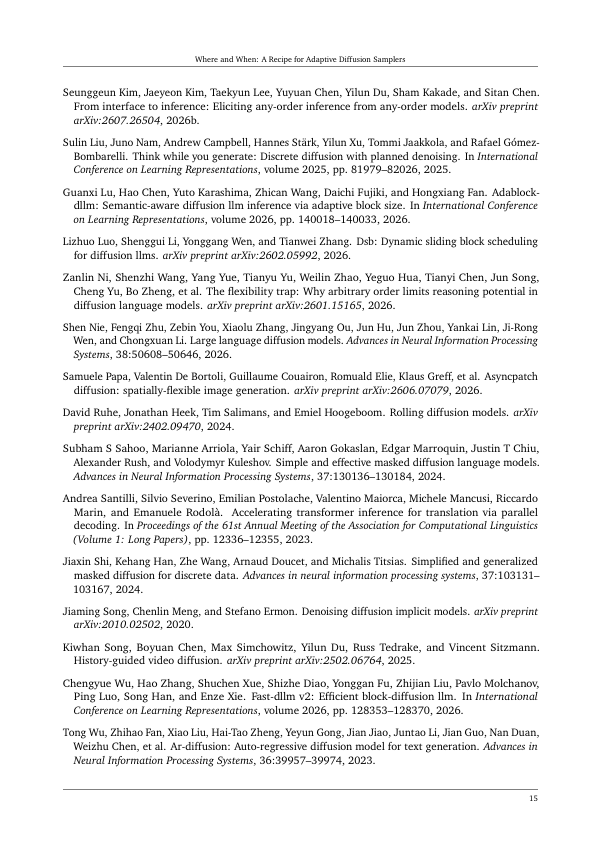 Where and When: A Recipe for Adaptive Diffusion Samplers
Seunggeun Kim, Jaeyeon Kim, Taekyun Lee, Yuyuan Chen, Yilun Du, Sham Kakade, and Sitan Chen.
From interface to inference: Eliciting any-order inference from any-order models. arXiv preprint
arXiv:2607.26504, 2026b.
Sulin Liu, Juno Nam, Andrew Campbell, Hannes Stärk, Yilun Xu, Tommi Jaakkola, and Rafael Gómez-
Bombarelli. Think while you generate: Discrete diffusion with planned denoising. In International
Conference on Learning Representations, volume 2025, pp. 81979–82026, 2025.
Guanxi Lu, Hao Chen, Yuto Karashima, Zhican Wang, Daichi Fujiki, and Hongxiang Fan. Adablock-
dllm: Semantic-aware diffusion llm inference via adaptive block size. In International Conference
on Learning Representations, volume 2026, pp. 140018–140033, 2026.
Lizhuo Luo, Shenggui Li, Yonggang Wen, and Tianwei Zhang. Dsb: Dynamic sliding block scheduling
for diffusion llms. arXiv preprint arXiv:2602.05992, 2026.
Zanlin Ni, Shenzhi Wang, Yang Yue, Tianyu Yu, Weilin Zhao, Yeguo Hua, Tianyi Chen, Jun Song,
Cheng Yu, Bo Zheng, et al. The flexibility trap: Why arbitrary order limits reasoning potential in
diffusion language models. arXiv preprint arXiv:2601.15165, 2026.
Shen Nie, Fengqi Zhu, Zebin You, Xiaolu Zhang, Jingyang Ou, Jun Hu, Jun Zhou, Yankai Lin, Ji-Rong
Wen, and Chongxuan Li. Large language diffusion models. Advances in Neural Information Processing
Systems, 38:50608–50646, 2026.
Samuele Papa, Valentin De Bortoli, Guillaume Couairon, Romuald Elie, Klaus Greff, et al. Asyncpatch
diffusion: spatially-flexible image generation. arXiv preprint arXiv:2606.07079, 2026.
David Ruhe, Jonathan Heek, Tim Salimans, and Emiel Hoogeboom. Rolling diffusion models. arXiv
preprint arXiv:2402.09470, 2024.
Subham S Sahoo, Marianne Arriola, Yair Schiff, Aaron Gokaslan, Edgar Marroquin, Justin T Chiu,
Alexander Rush, and Volodymyr Kuleshov. Simple and effective masked diffusion language models.
Advances in Neural Information Processing Systems, 37:130136–130184, 2024.
Andrea Santilli, Silvio Severino, Emilian Postolache, Valentino Maiorca, Michele Mancusi, Riccardo
Marin, and Emanuele Rodolà. Accelerating transformer inference for translation via parallel
decoding. In Proceedings of the 61st Annual Meeting of the Association for Computational Linguistics
(Volume 1: Long Papers), pp. 12336–12355, 2023.
Jiaxin Shi, Kehang Han, Zhe Wang, Arnaud Doucet, and Michalis Titsias. Simplified and generalized
masked diffusion for discrete data. Advances in neural information processing systems, 37:103131–
103167, 2024.
Jiaming Song, Chenlin Meng, and Stefano Ermon. Denoising diffusion implicit models. arXiv preprint
arXiv:2010.02502, 2020.
Kiwhan Song, Boyuan Chen, Max Simchowitz, Yilun Du, Russ Tedrake, and Vincent Sitzmann.
History-guided video diffusion. arXiv preprint arXiv:2502.06764, 2025.
Chengyue Wu, Hao Zhang, Shuchen Xue, Shizhe Diao, Yonggan Fu, Zhijian Liu, Pavlo Molchanov,
Ping Luo, Song Han, and Enze Xie. Fast-dllm v2: Efficient block-diffusion llm. In International
Conference on Learning Representations, volume 2026, pp. 128353–128370, 2026.
Tong Wu, Zhihao Fan, Xiao Liu, Hai-Tao Zheng, Yeyun Gong, Jian Jiao, Juntao Li, Jian Guo, Nan Duan,
Weizhu Chen, et al. Ar-diffusion: Auto-regressive diffusion model for text generation. Advances in
Neural Information Processing Systems, 36:39957–39974, 2023.
15